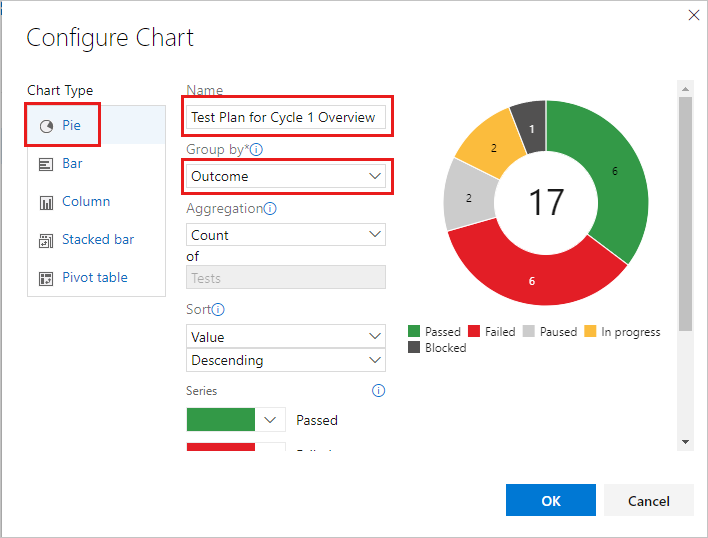 Configure Chart
Chart Type
Pie
Bar
Column
Stacked bar
Pivot table
Name
Test Plan for Cycle 1 Overview
Group by*
Outcome
Aggregation
Count
of
Tests
Sort
Value
Descending
Series
Passed
1
2
6
2
17
6
Passed Failed Paused In progress
Blocked
OK Cancel